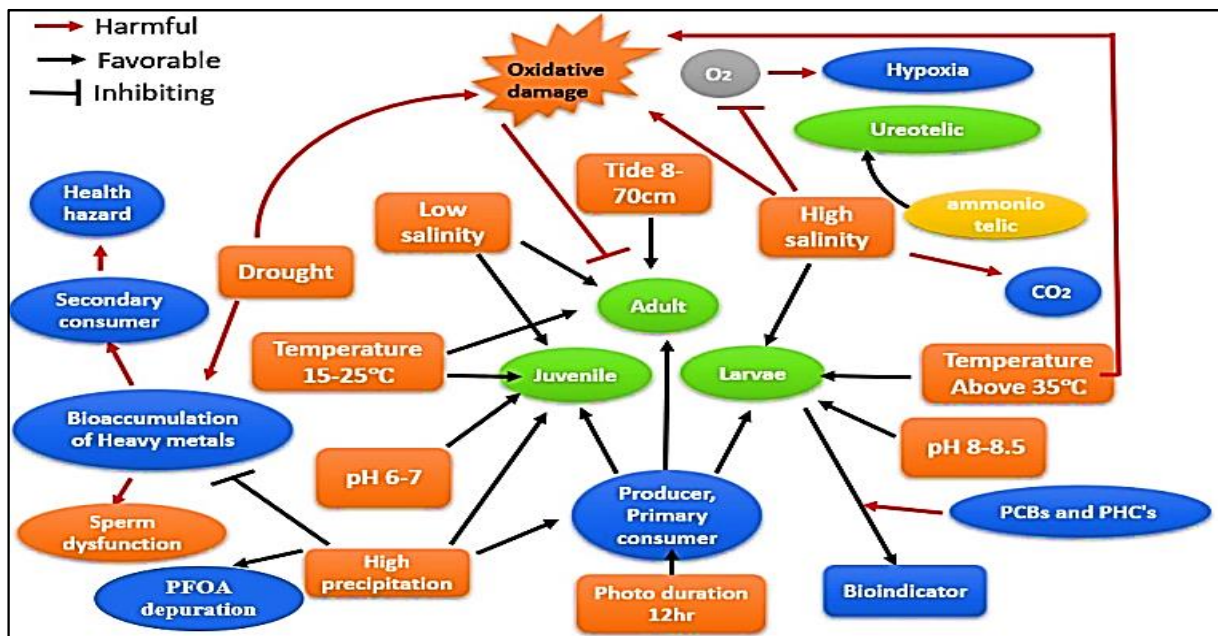 Harmful
Favorable
Inhibiting
Oxidative
damage
O2
Hypoxia
Ureotelic
ammonio
telic
Tide 8-
70cm
High
salinity
CO2
Low
salinity
Health
hazard
Drought
Secondary
consumer
Adult
Temperature
15-25℃
Juvenile
Larvae
Temperature
Above 35℃
Bioaccumulation
of Heavy metals
pH 6-7
pH 8-8.5
Producer,
Primary
consumer
PCBs and PHC's
Sperm
dysfunction
PFOA
depuration
High
precipitation
Photo duration
12hr
Bioindicator